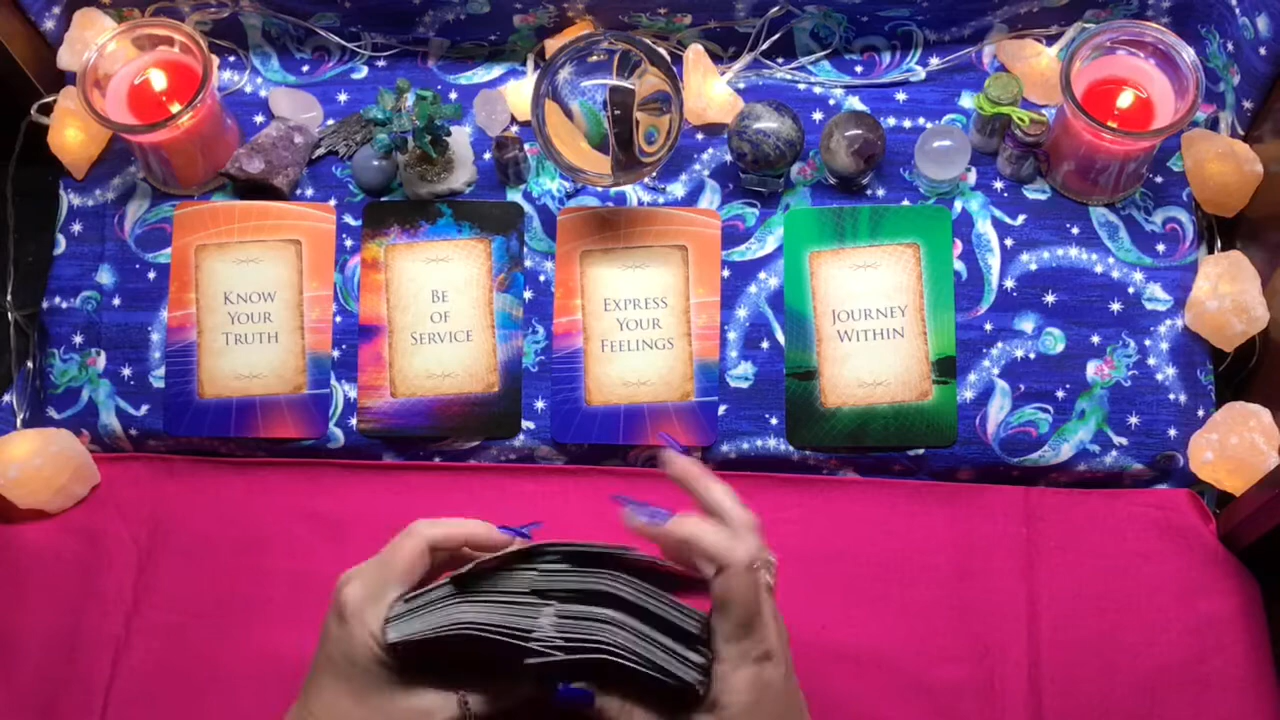 KNOW
YOUR
TRUTH
BE
OF
SERVICE
EXPRESS
YOUR
FEELINGS
JOURNEY
WITHIN